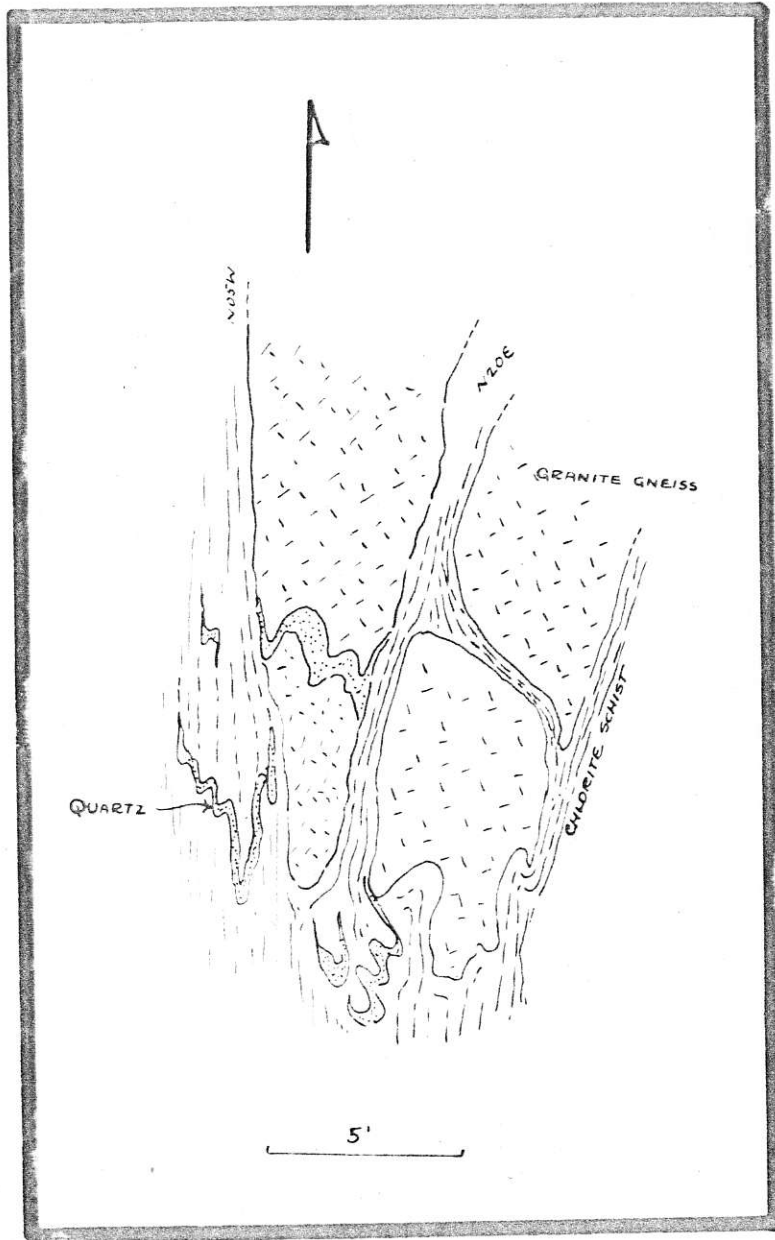 N05W
N20E
GRANITE GNEISS
CHLORITE SCHIST
QUARTZ
5'